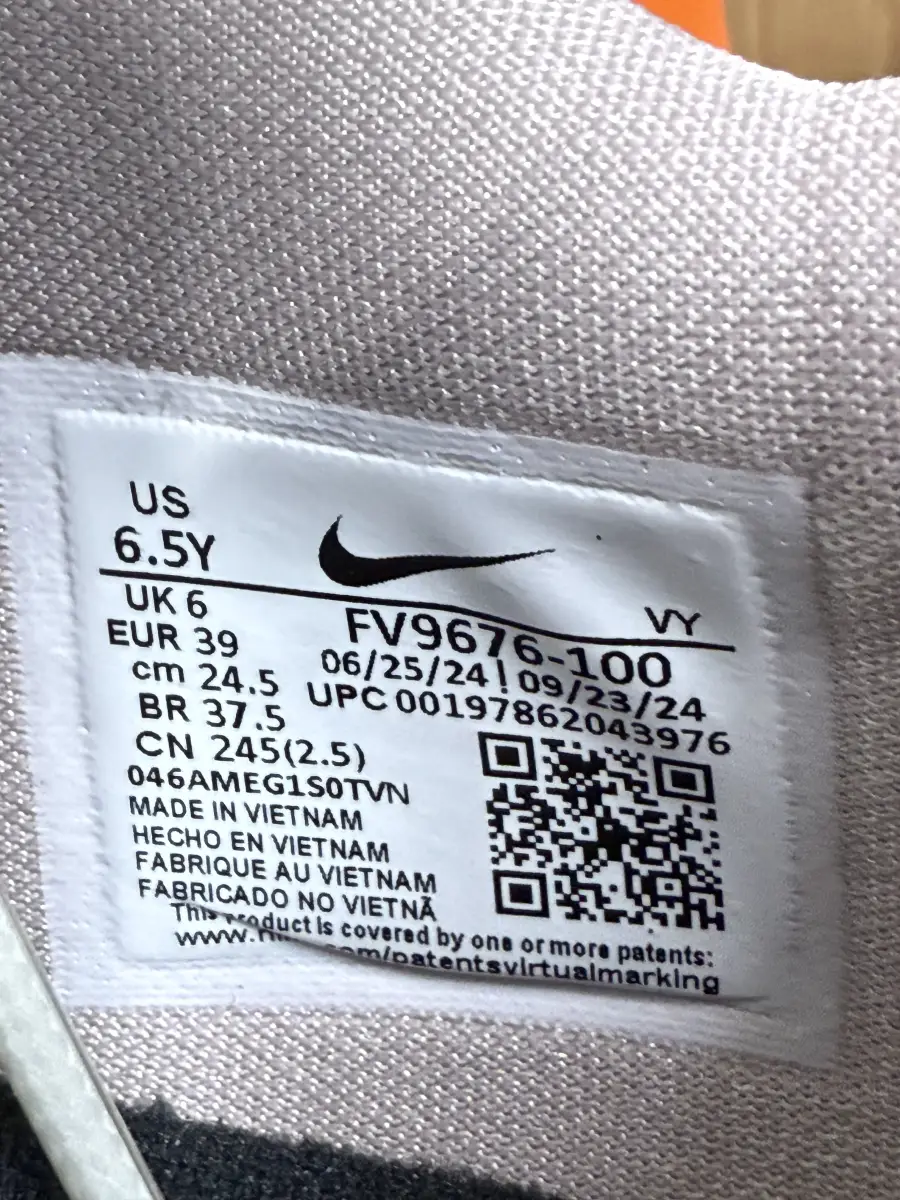 US
6.5Y
VY
UK 6
FV9676-100
EUR 39
06/25/24 | 09/23/24
cm 24.5
UPC 00197862043976
BR 37.5
CN 245(2.5)
046AMEG1S0TVN
MADE IN VIETNAM
HECHO EN VIETNAM
FABRIQUE AU VIETNAM
FABRICADO NO VIETNÃ
This product is covered by one or more patents:
www. m/patentsvirtualmarking